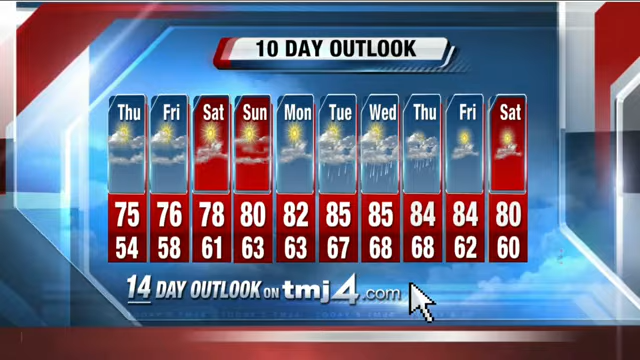 10 DAY OUTLOOK
Thu Fri Sat Sun Mon Tue Wed Thu Fri Sat
75 76 78 80 82 85 85 84 84 80
54 58 61 63 63 67 68 68 62 60
14 DAY OUTLOOK ON tmj4.com